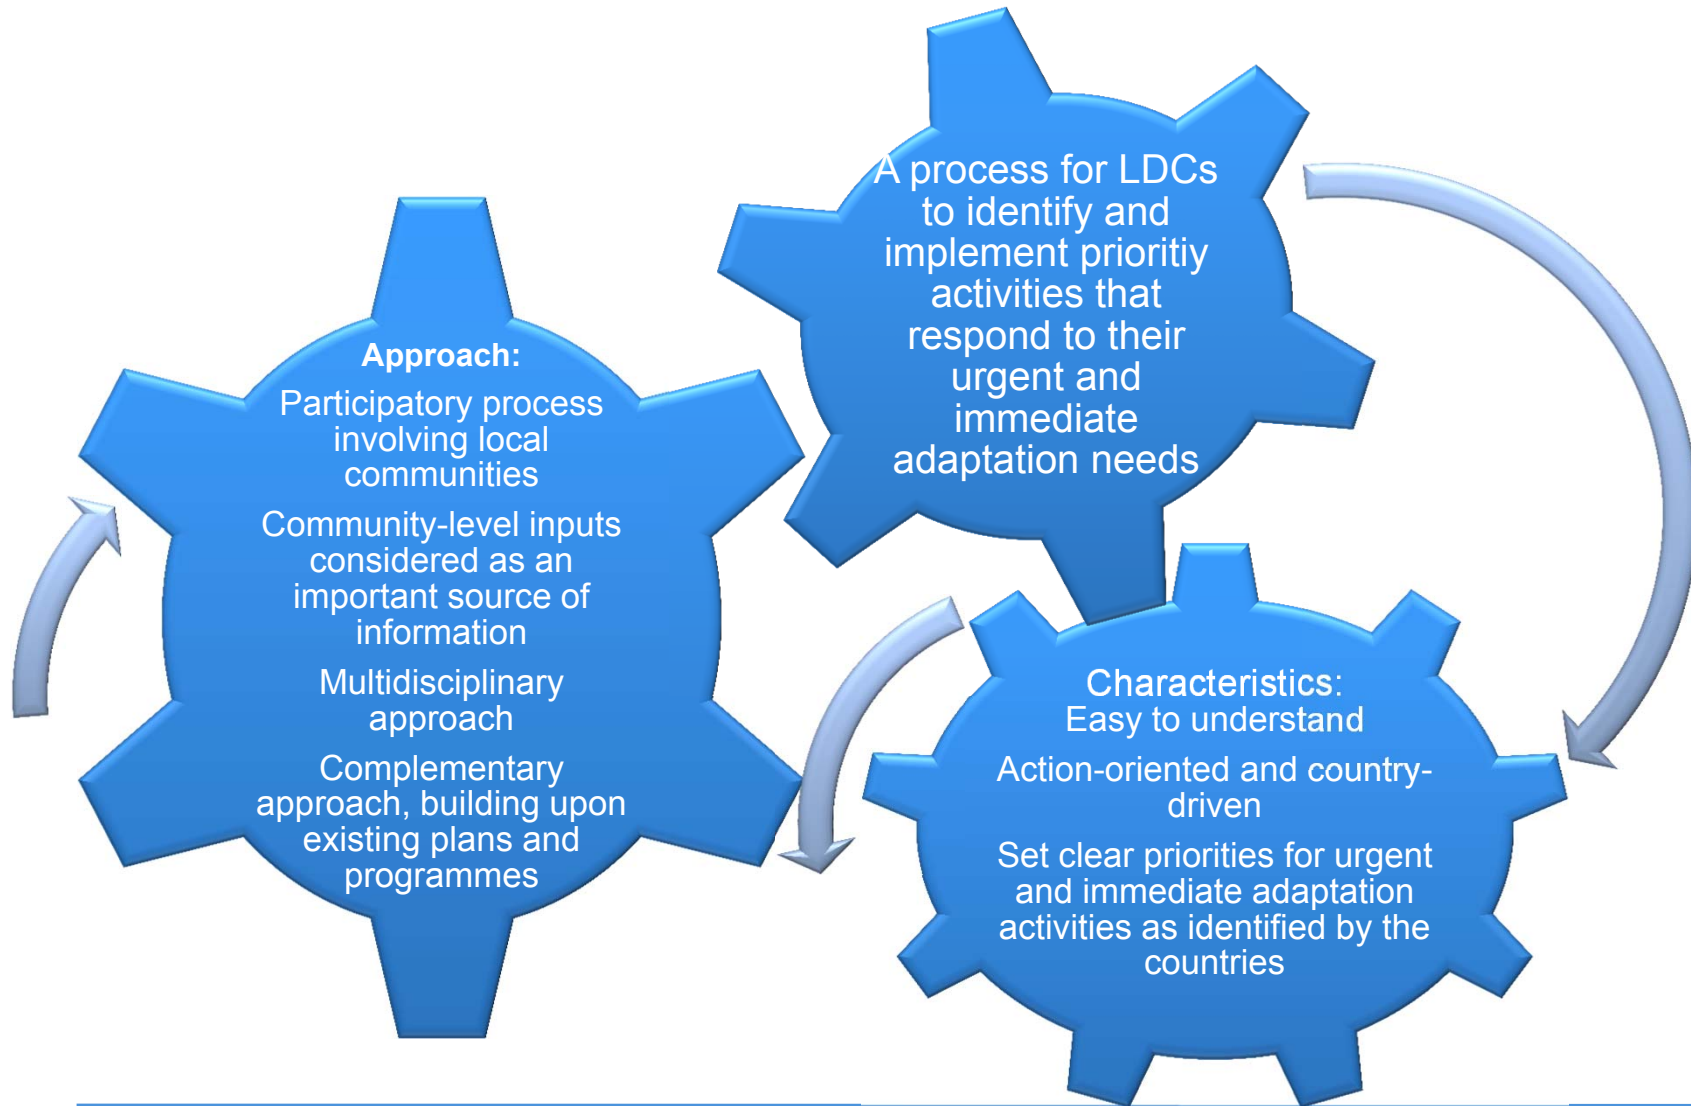 A process for LDCs
to identify and
implement prioritiy
activities that
respond to their
urgent and
immediate
adaptation needs
Approach:
Participatory process
involving local
communities
Community-level inputs
considered as an
important source of
information
Multidisciplinary
approach
Complementary
approach, building upon
existing plans and
programmes
Characteristics:
Easy to understand
Action-oriented and country-
driven
Set clear priorities for urgent
and immediate adaptation
activities as identified by the
countries